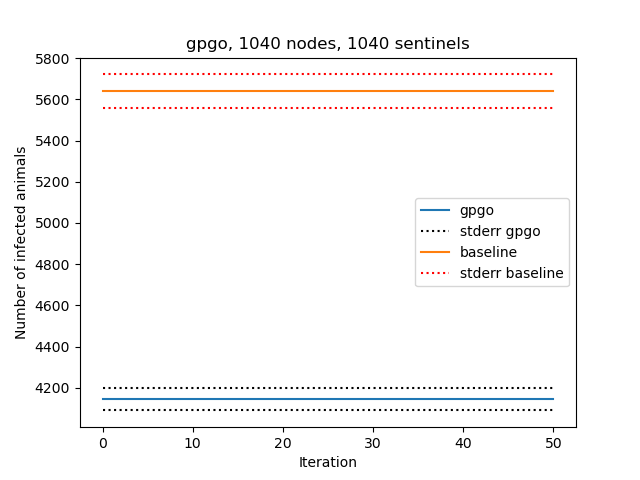 gpgo, 1040 nodes, 1040 sentinels
5800
5600
5400
5200
5000
4800
4600
4400
4200
Number of infected animals
gpgo
stderr gpgo
baseline
stderr baseline
0 10 20 30 40 50
Iteration